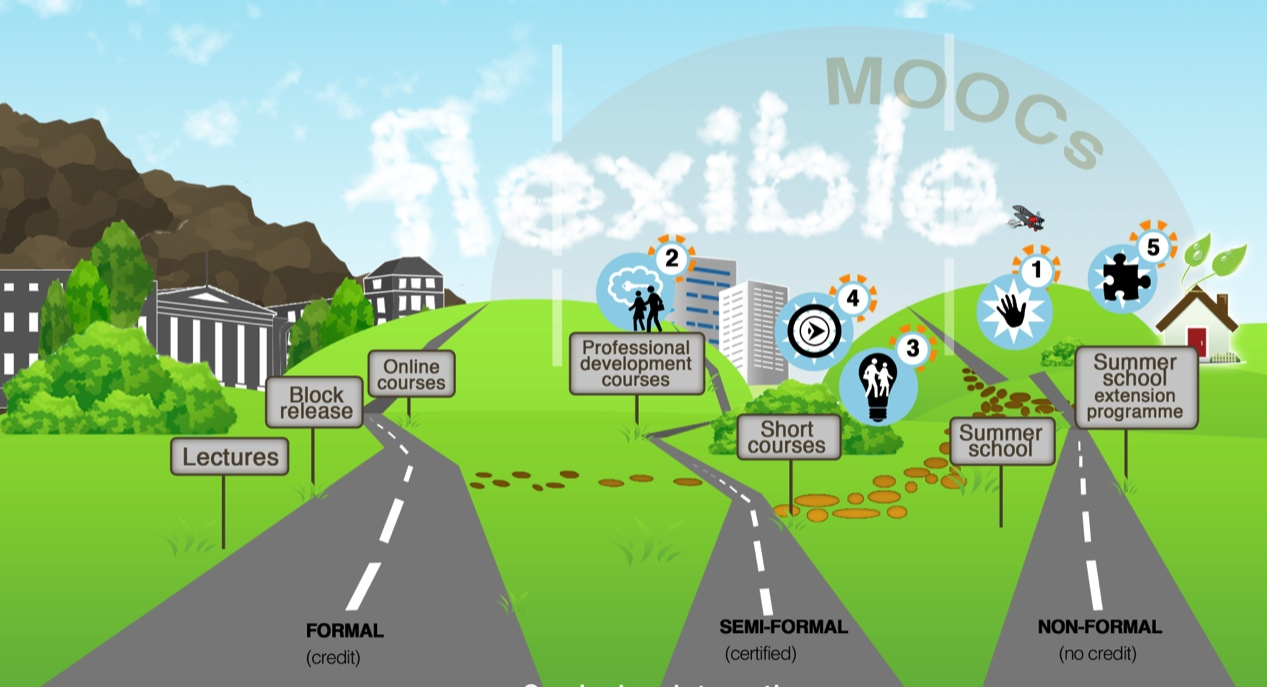 MOOCs
flexible
2
5
1
4
3
Professional
development
courses
Summer
school
extension
programme
Online
courses
Block
release
Short
courses
Summer
school
Lectures
FORMAL
(credit)
SEMI-FORMAL
(certified)
NON-FORMAL
(no credit)